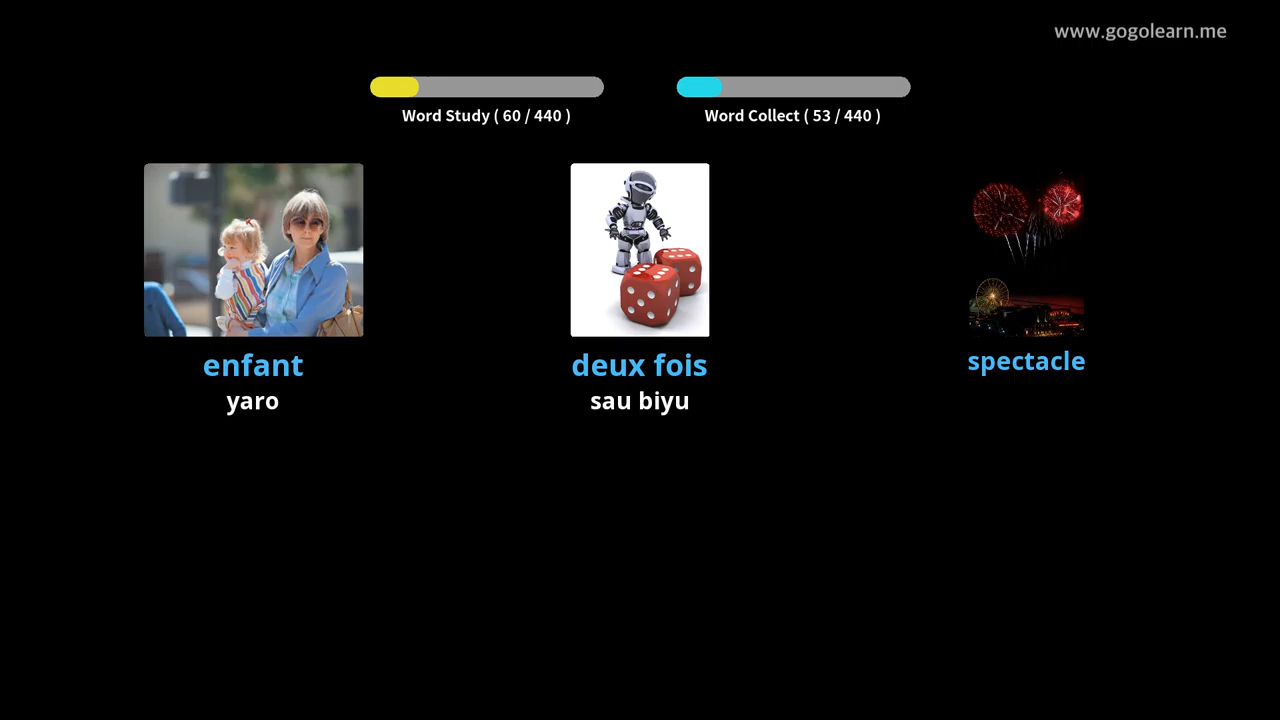 www.gogolearn.me
Word Study ( 60 / 440 )
Word Collect ( 53 / 440 )
enfant
yaro
deux fois
sau biyu
spectacle